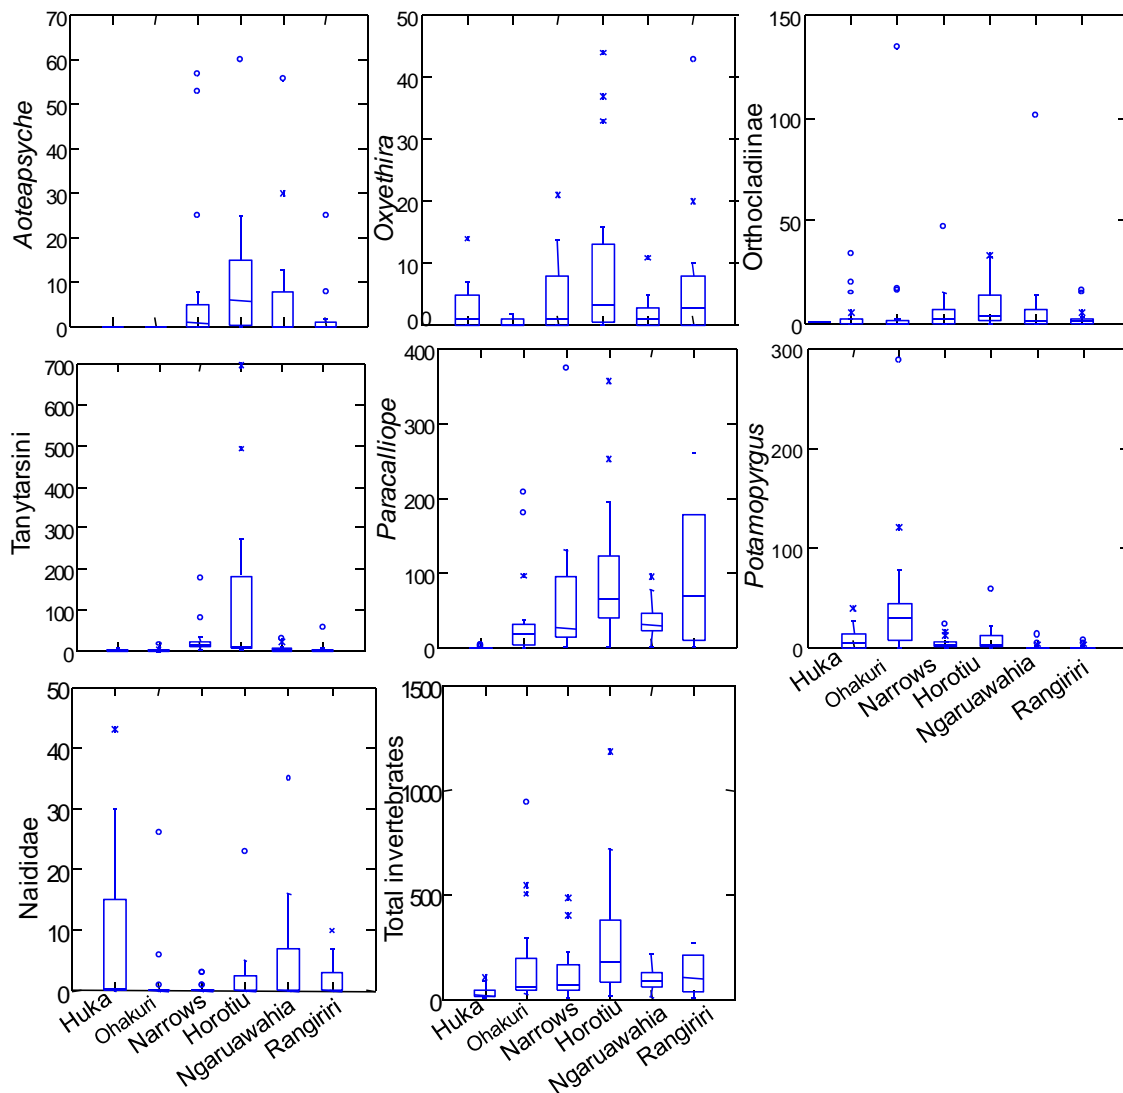 Aoteapsyche
70
60
50
40
30
20
10
0
Oxyethira
50
40
30
20
10
0
Orthocladiinae
150
100
50
0
Tanytarsini
700
600
500
400
300
200
100
0
Paracalliope
400
300
200
100
0
Potamopyrgus
300
200
100
0
Huka
Ohakuri
Narrows
Horotiu
Ngaruawahia
Rangiriri
Naididae
50
40
30
20
10
0
Huka
Ohakuri
Narrows
Horotiu
Ngaruawahia
Rangiriri
Total invertebrates
1500
1000
500
0
Huka
Ohakuri
Narrows
Horotiu
Ngaruawahia
Rangiriri